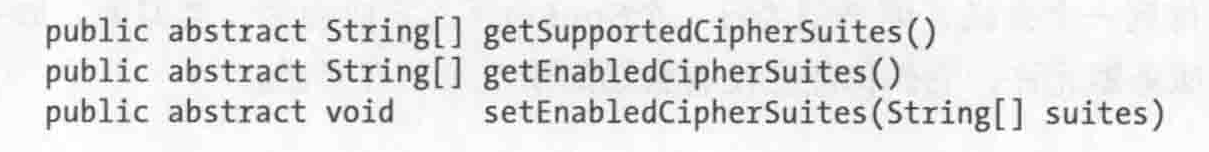 public abstract String[] getSupportedCipherSuites()
public abstract String[] getEnabledCipherSuites()
public abstract void     setEnabledCipherSuites(String[] suites)